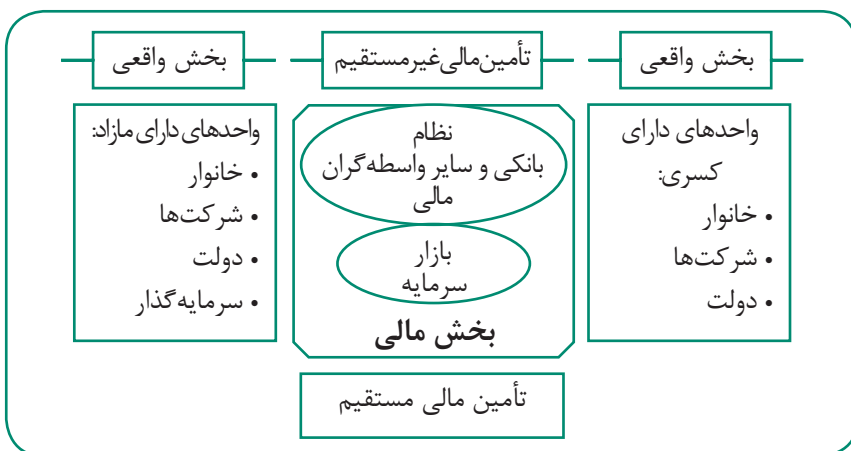 بخش واقعی
تأمین‌مالی‌غیرمستقیم
بخش واقعی
واحدهای دارای
کسری:
• خانوار
• شرکت‌ها
• دولت
نظام
بانکی و سایر واسطه‌گران
مالی
بازار
سرمایه
بخش مالی
واحدهای دارای مازاد:
• خانوار
• شرکت‌ها
• دولت
• سرمایه‌گذار
تأمین مالی مستقیم